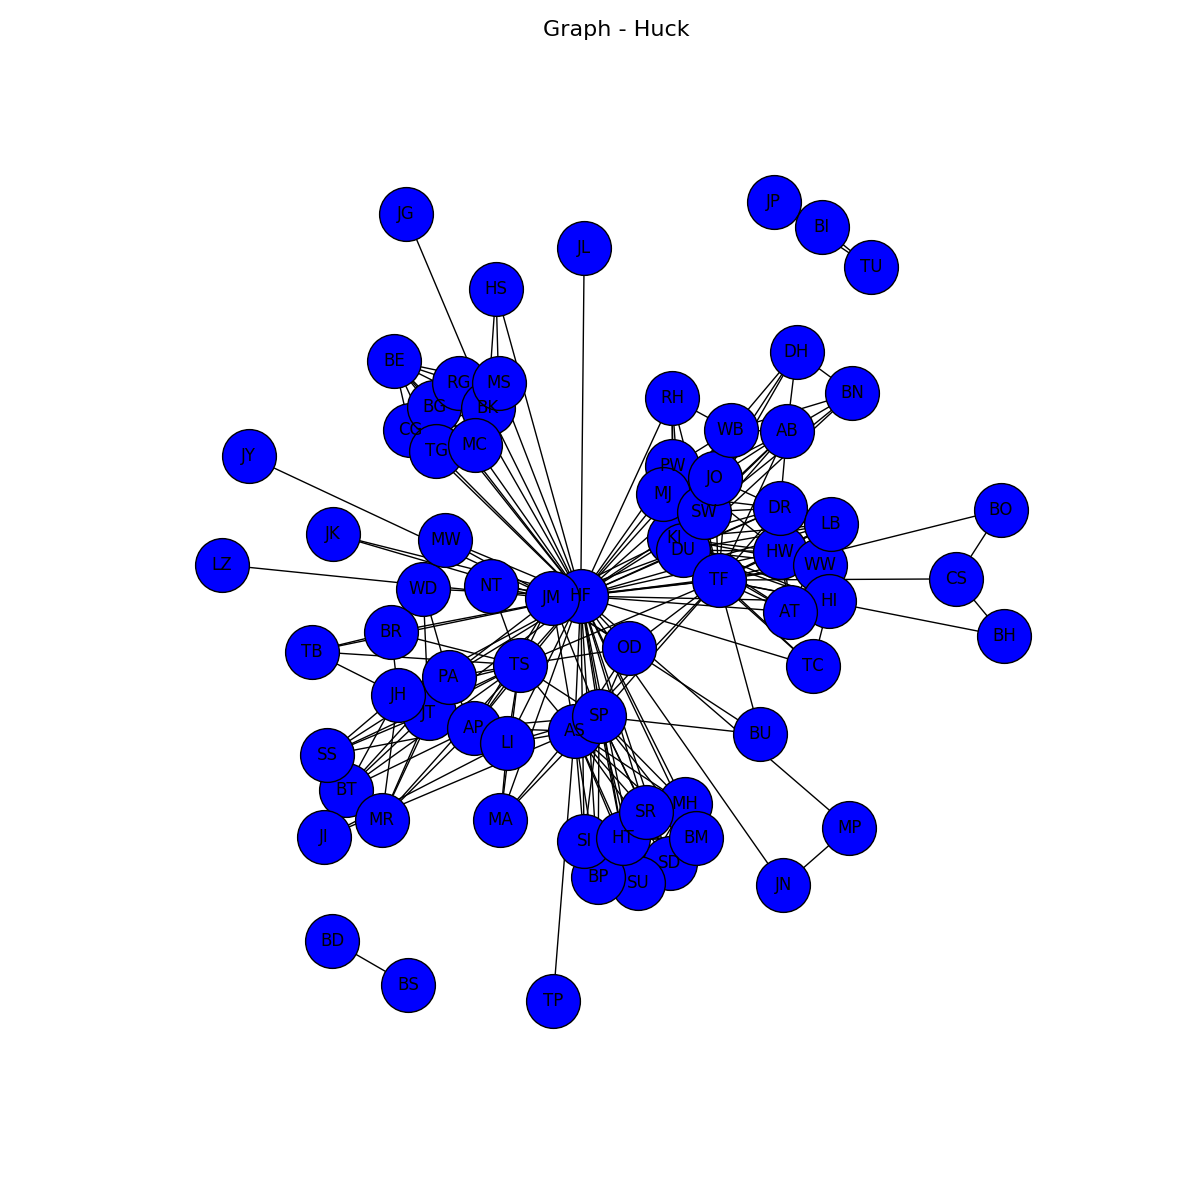 Graph - Huck
JP
JG
BI
JL
TU
HS
DH
BE
RG
MS
BN
RH
BG
BK
CG
WB
AB
MC
TG
JY
PW
JO
MJ
DR
BO
SW
LB
JK
KI
MW
DU
HW
LZ
WW
CS
TF
NT
WD
HF
JM
HI
AT
BR
BH
OD
TB
TS
TC
PA
JH
JT
SP
AP
AS
BU
LI
SS
BT
MH
SR
MR
MA
MP
JI
SI
HT
BM
SD
BP
SU
JN
BD
BS
TP